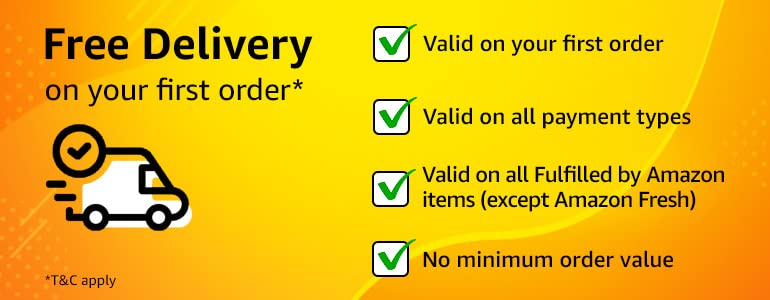 Free Delivery
on your first order*
*T&C apply
Valid on your first order
Valid on all payment types
Valid on all Fulfilled by Amazon
items (except Amazon Fresh)
No minimum order value